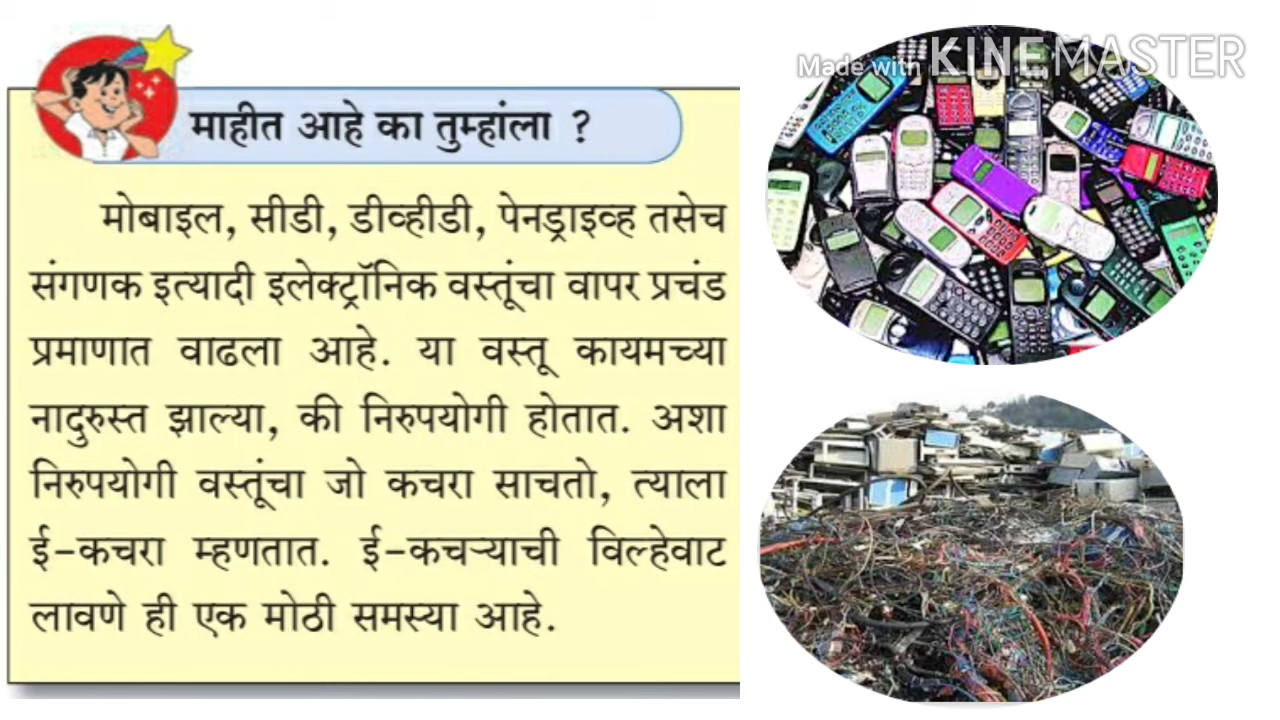 Made with KINEMASTER
माहीत आहे का तुम्हांला ?
मोबाइल, सीडी, डीव्हीडी, पेनड्राइव्ह तसेच
संगणक इत्यादी इलेक्ट्रॉनिक वस्तूंचा वापर प्रचंड
प्रमाणात वाढला आहे. या वस्तू कायमच्या
नादुरुस्त झाल्या, की निरुपयोगी होतात. अशा
निरुपयोगी वस्तूंचा जो कचरा साचतो, त्याला
ई-कचरा म्हणतात. ई-कचऱ्याची विल्हेवाट
लावणे ही एक मोठी समस्या आहे.